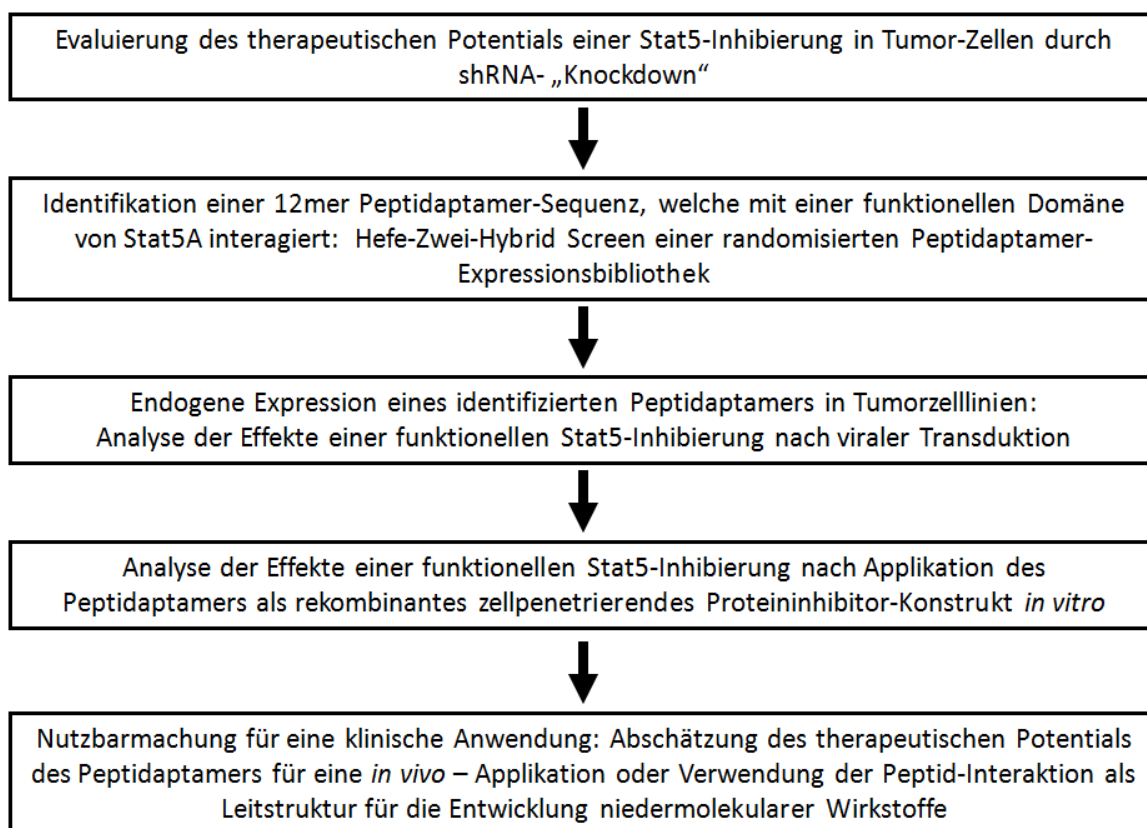 Evaluierung des therapeutischen Potentials einer Stat5-Inhibierung in Tumor-Zellen durch
shRNA- „Knockdown“
Identifikation einer 12mer Peptidaptamer-Sequenz, welche mit einer funktionellen Domäne
von Stat5A interagiert: Hefe-Zwei-Hybrid Screen einer randomisierten Peptidaptamer-
Expressionsbibliothek
Endogene Expression eines identifizierten Peptidaptamers in Tumorzelllinien:
Analyse der Effekte einer funktionellen Stat5-Inhibierung nach viraler Transduktion
Analyse der Effekte einer funktionellen Stat5-Inhibierung nach Applikation des
Peptidaptamers als rekombinantes zellpenetrierendes Proteininhibitor-Konstrukt in vitro
Nutzbarmachung für eine klinische Anwendung: Abschätzung des therapeutischen Potentials
des Peptidaptamers für eine in vivo – Applikation oder Verwendung der Peptid-Interaktion als
Leitstruktur für die Entwicklung niedermolekularer Wirkstoffe